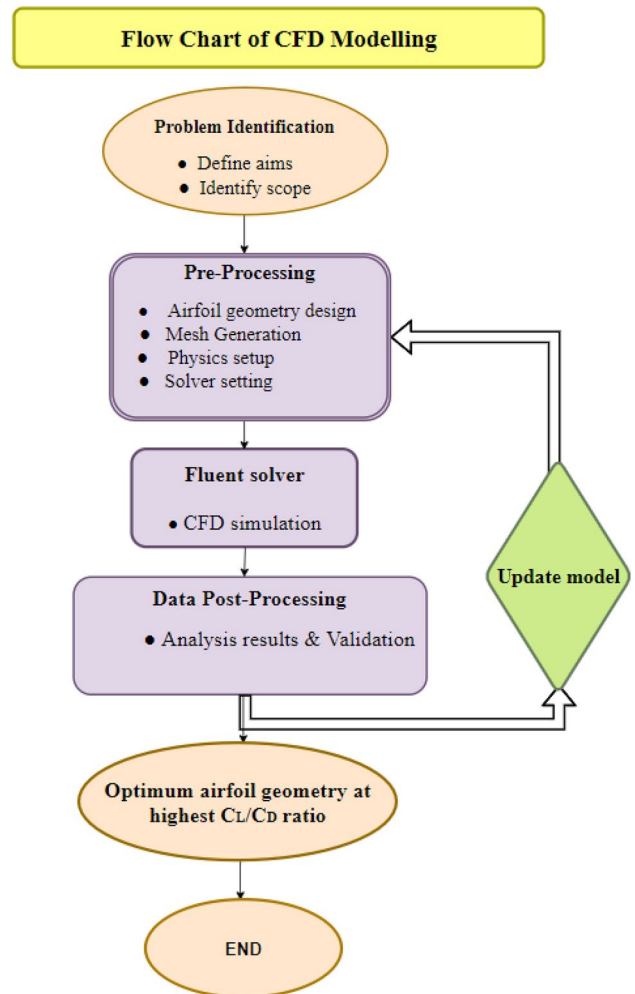 Flow Chart of CFD Modelling
Problem Identification
● Define aims
● Identify scope
Pre-Processing
● Airfoil geometry design
● Mesh Generation
● Physics setup
● Solver setting
Fluent solver
● CFD simulation
Update model
Data Post-Processing
● Analysis results & Validation
Optimum airfoil geometry at
highest CL/CD ratio
END